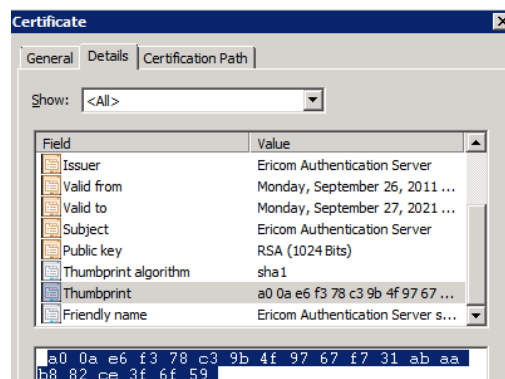 Certificate
General Details Certification Path
Show: <All>
Field Value
Issuer Ericom Authentication Server
Valid from Monday, September 26, 2011 ...
Valid to Monday, September 27, 2021 ...
Subject Ericom Authentication Server
Public key RSA (1024 Bits)
Thumbprint algorithm sha1
Thumbprint a0 0a e6 f3 78 c3 9b 4f 97 67 ...
Friendly name Ericom Authentication Server s...
a0 0a e6 f3 78 c3 9b 4f 97 67 f7 31 ab aa
b8 82 ce 3f 6f 59